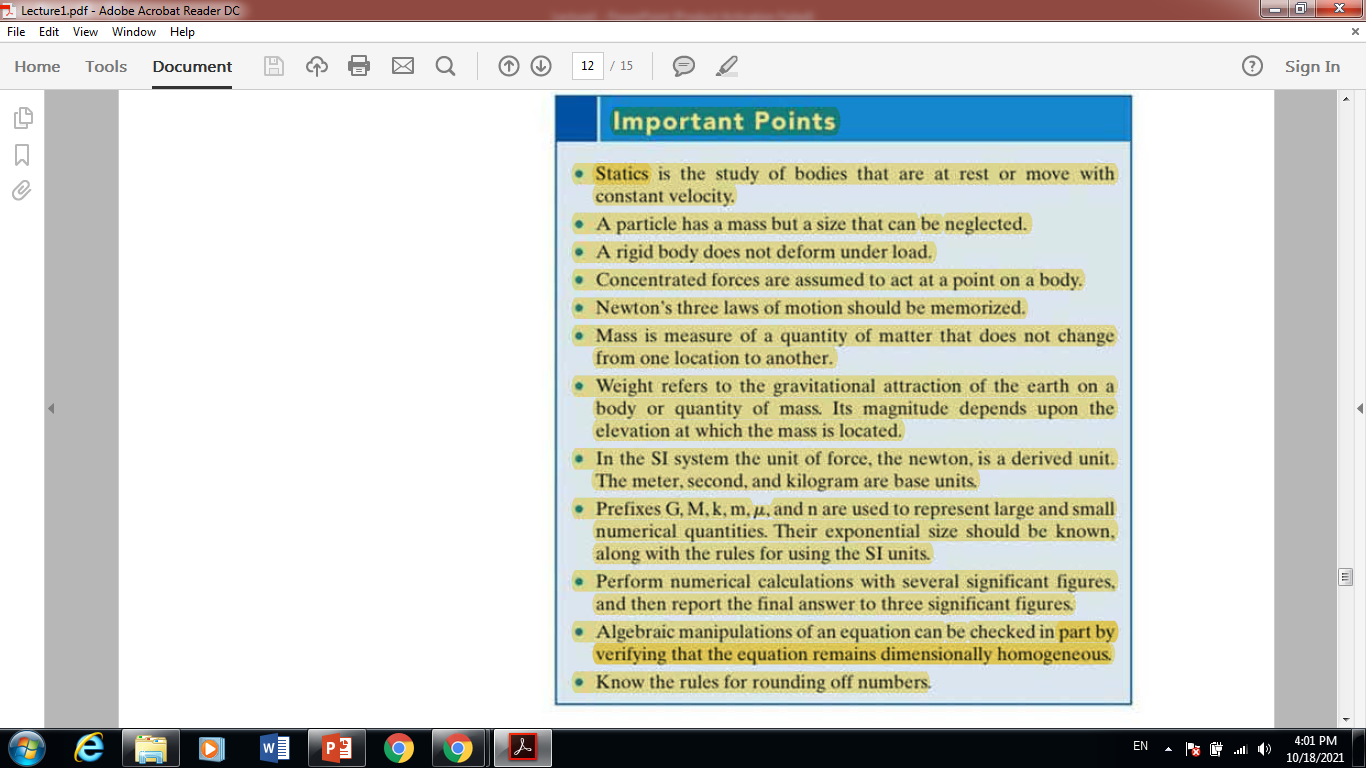 Lecture1.pdf - Adobe Acrobat Reader DC
File Edit View Window Help
Home Tools Document 12 / 15 Sign In
Important Points
• Statics is the study of bodies that are at rest or move with
constant velocity.
• A particle has a mass but a size that can be neglected.
• A rigid body does not deform under load.
• Concentrated forces are assumed to act at a point on a body.
• Newton's three laws of motion should be memorized.
• Mass is measure of a quantity of matter that does not change
from one location to another.
• Weight refers to the gravitational attraction of the earth on a
body or quantity of mass. Its magnitude depends upon the
elevation at which the mass is located.
• In the SI system the unit of force, the newton, is a derived unit.
The meter, second, and kilogram are base units.
• Prefixes G, M, k, m, μ, and n are used to represent large and small
numerical quantities. Their exponential size should be known,
along with the rules for using the SI units.
• Perform numerical calculations with several significant figures,
and then report the final answer to three significant figures.
• Algebraic manipulations of an equation can be checked in part by
verifying that the equation remains dimensionally homogeneous.
• Know the rules for rounding off numbers.
EN
4:01 PM
10/18/2021